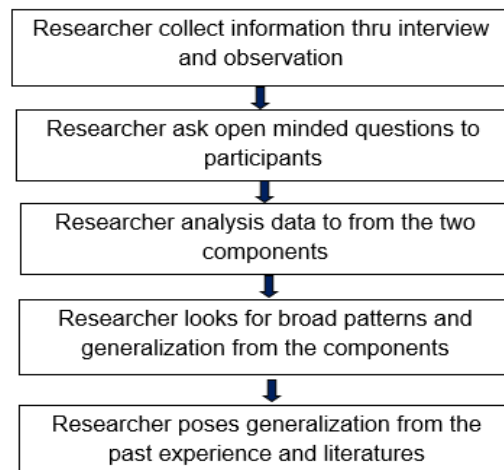 Researcher collect information thru interview
and observation
Researcher ask open minded questions to
participants
Researcher analysis data to from the two
components
Researcher looks for broad patterns and
generalization from the components
Researcher poses generalization from the
past experience and literatures